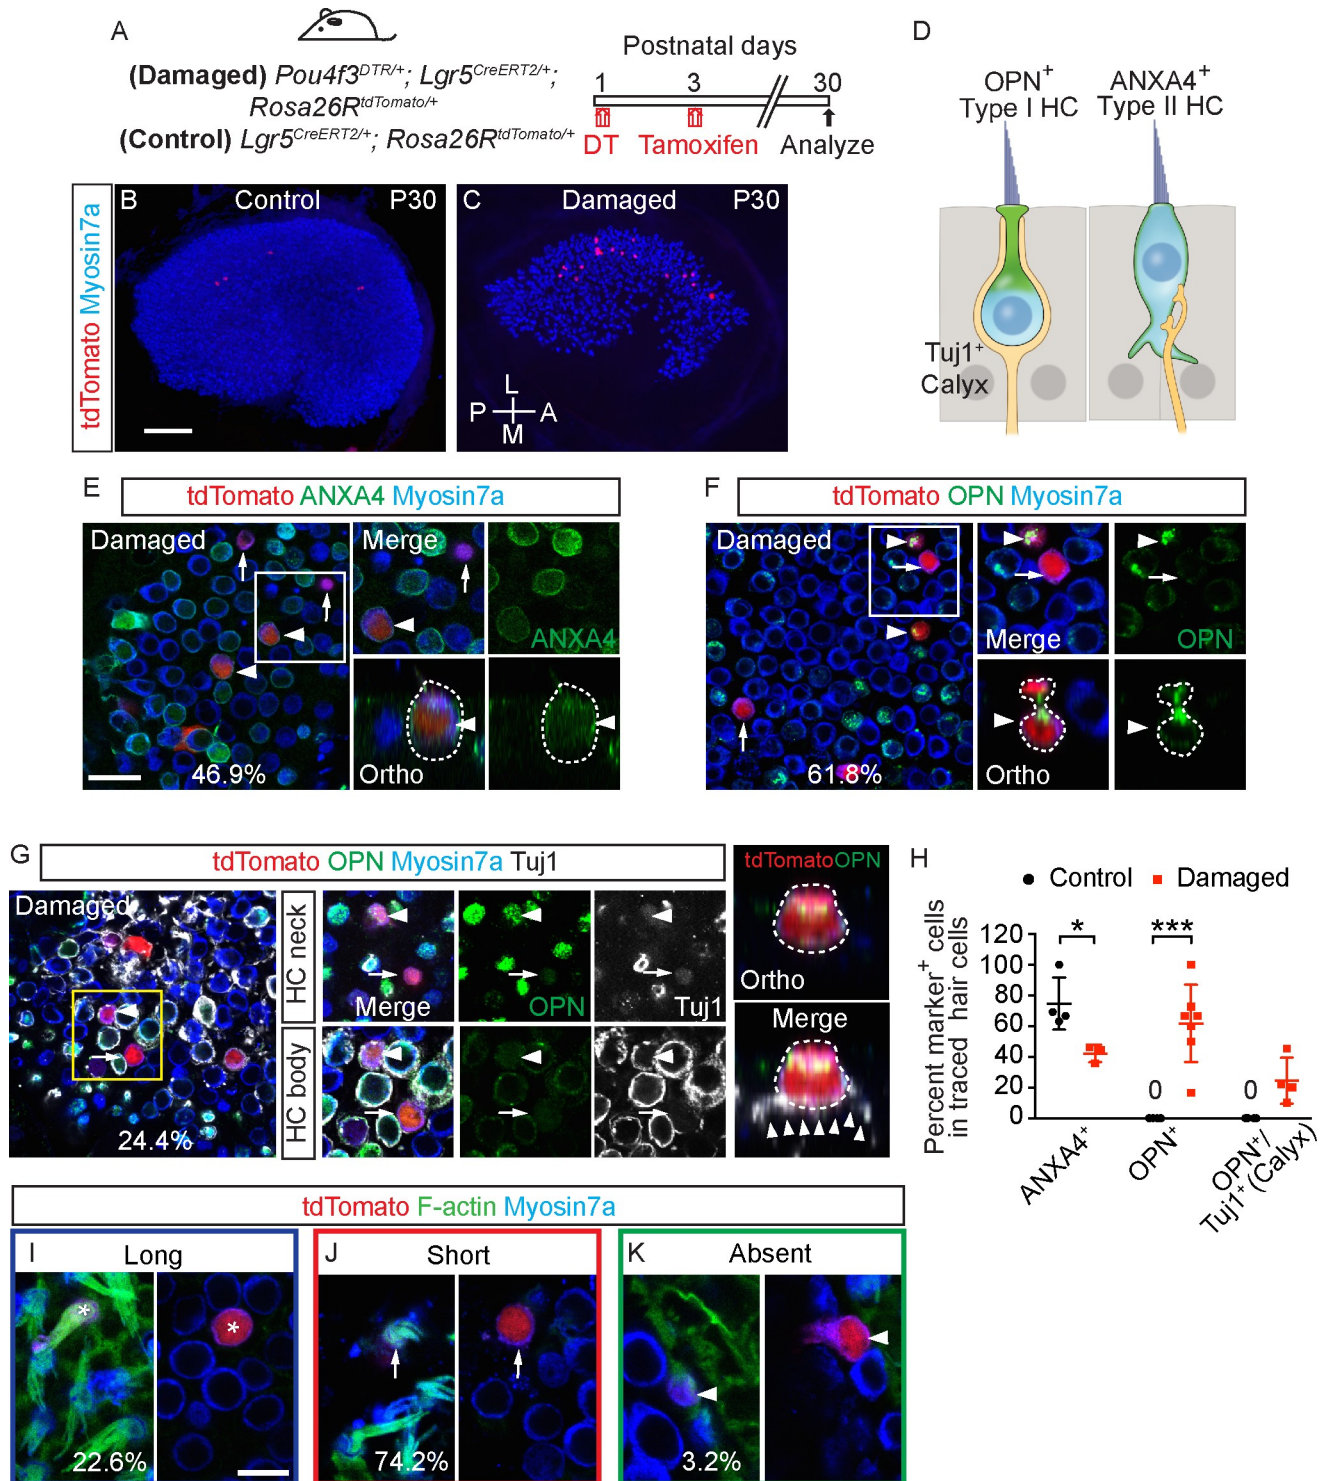 A
(Damaged) Pou4f3DTR/+; Lgr5CreERT2/+;
Rosa26RtdTomato/+
(Control) Lgr5CreERT2/+; Rosa26RtdTomato/+
Postnatal days
1 3 30
DT Tamoxifen Analyze
D
OPN+
Type I HC
ANXA4+
Type II HC
Tuj1+
Calyx
tdTomato Myosin7a
B Control P30
C Damaged P30
L
P A
M
E tdTomato ANXA4 Myosin7a
Damaged
46.9%
Merge
ANXA4
Ortho
F tdTomato OPN Myosin7a
Damaged
61.8%
Merge
OPN
Ortho
G tdTomato OPN Myosin7a Tuj1
Damaged
24.4%
HC neck
Merge
OPN
Tuj1
HC body
tdTomatoOPN
Ortho
Merge
H
Control Damaged
Percent marker+ cells
in traced hair cells
120
100
80
60
40
20
0
* ***
0 0
ANXA4+
OPN+
OPN+/
Tuj1+(Calyx)
tdTomato F-actin Myosin7a
I Long
*
*
22.6%
J Short
74.2%
K Absent
3.2%